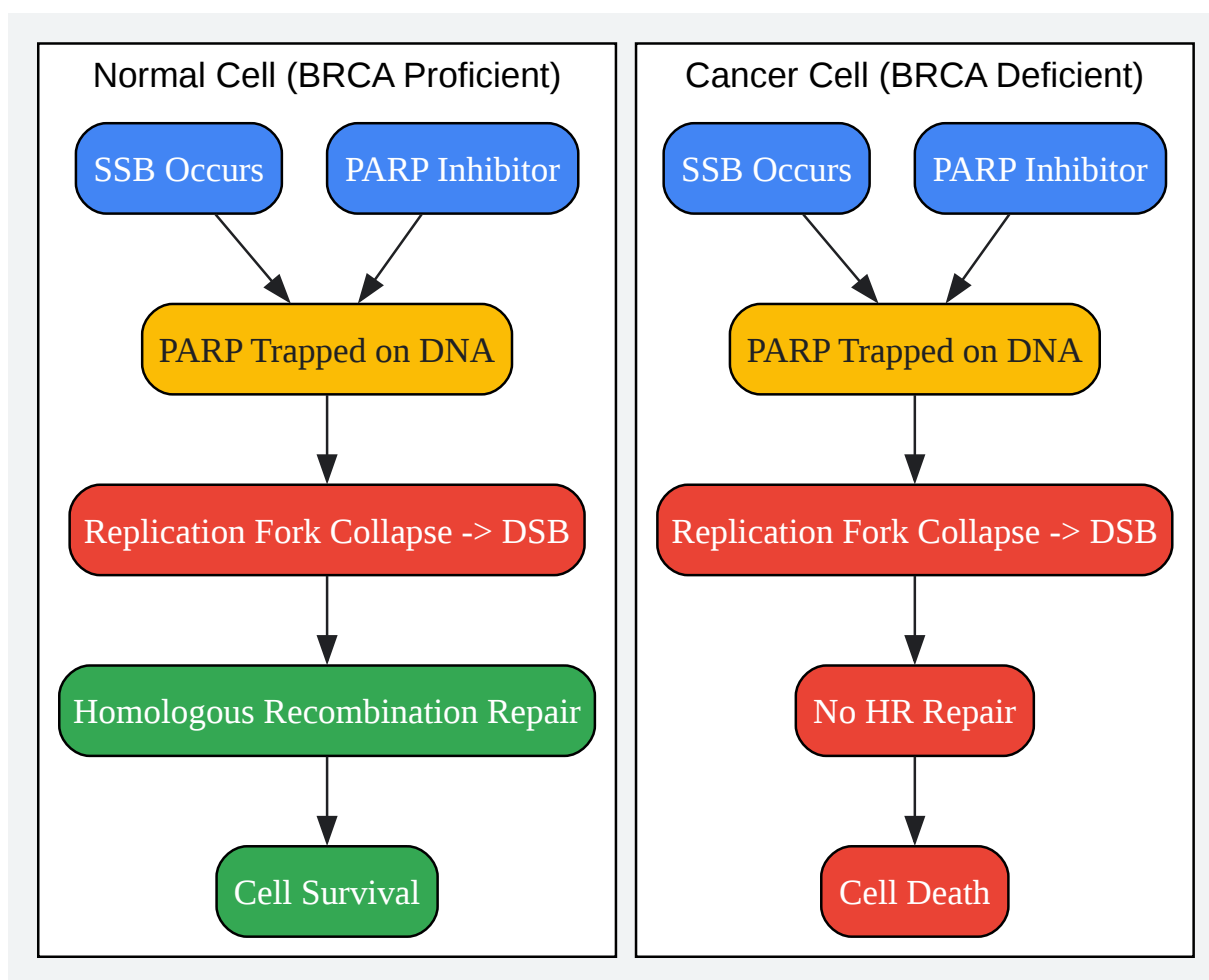 Normal Cell (BRCA Proficient)
SSB Occurs
PARP Inhibitor
PARP Trapped on DNA
Replication Fork Collapse -> DSB
Homologous Recombination Repair
Cell Survival
Cancer Cell (BRCA Deficient)
SSB Occurs
PARP Inhibitor
PARP Trapped on DNA
Replication Fork Collapse -> DSB
No HR Repair
Cell Death